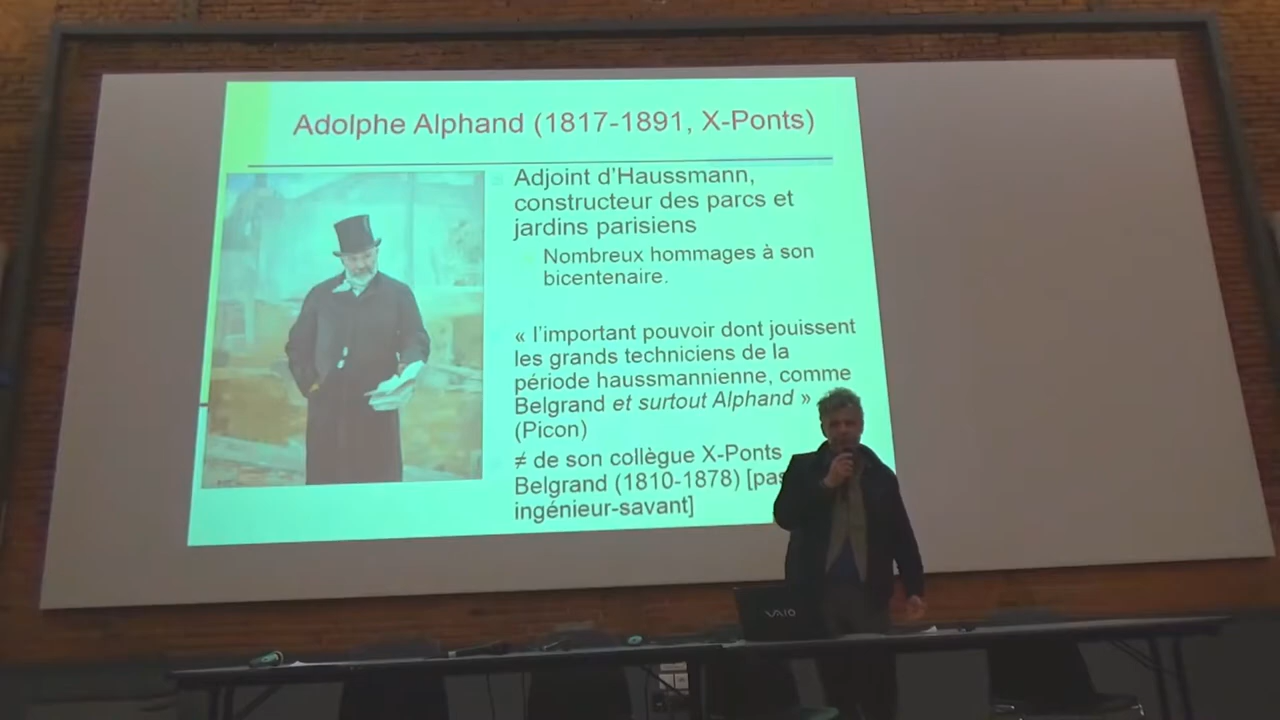 Adolphe Alphand (1817-1891, X-Ponts)
Adjoint d'Haussmann,
constructeur des parcs et
jardins parisiens
Nombreux hommages à son
bicentenaire.
« l'important pouvoir dont jouissent
les grands techniciens de la
période haussmannienne, comme
Belgrand et surtout Alphand »
(Picon)
≠ de son collègue X-Ponts
Belgrand (1810-1878) [pas
ingénieur-savant]
VAIO